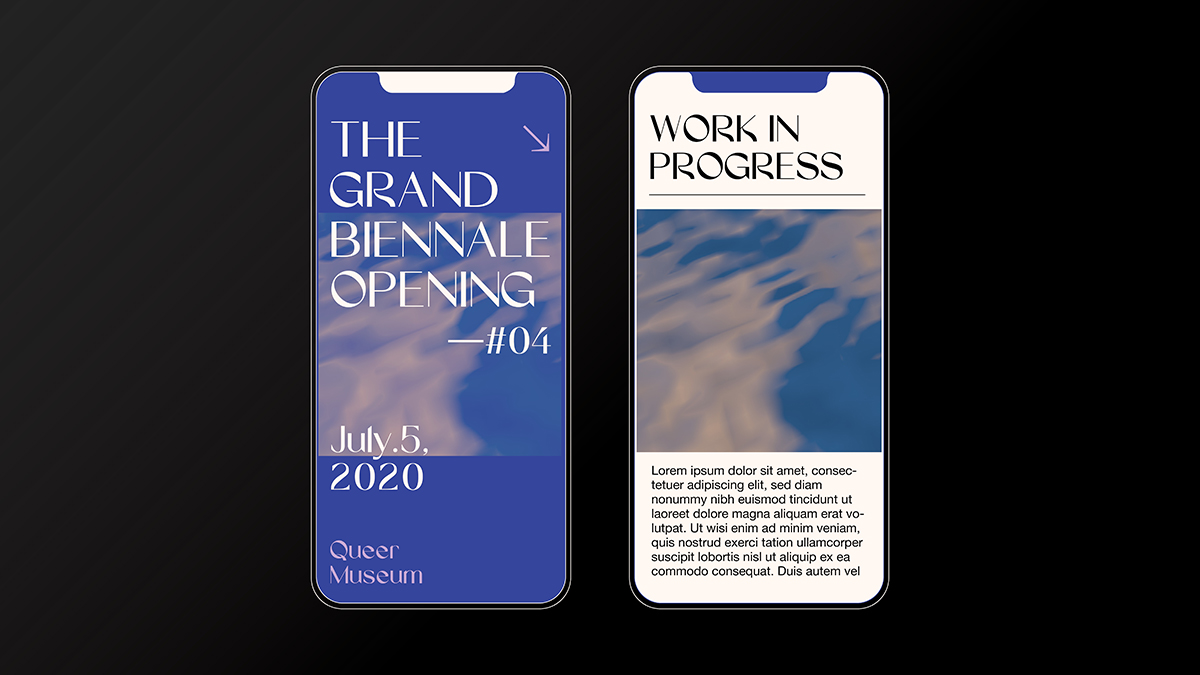 THE
GRAND
BIENNALE
OPENING
—#04
July.5,
2020
Queer
Museum
WORK IN
PROGRESS
Lorem ipsum dolor sit amet, consec-
tetuer adipiscing elit, sed diam
nonummy nibh euismod tincidunt ut
laoreet dolore magna aliquam erat vo-
lutpat. Ut wisi enim ad minim veniam,
quis nostrud exerci tation ullamcorper
suscipit lobortis nisl ut aliquip ex ea
commodo consequat. Duis autem vel